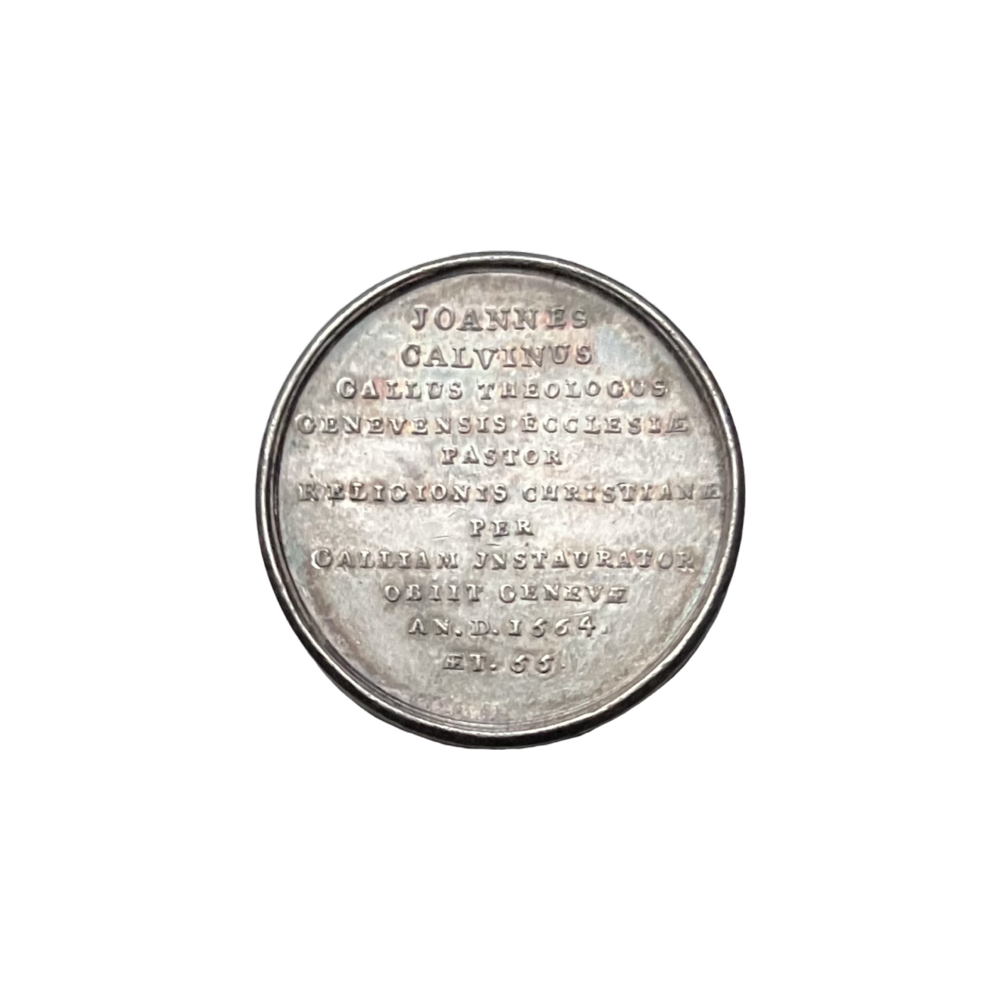 JOANNES
CALVINUS
GALLUS THEOLOGUS
GENEVENSIS ECCLESIÆ
PASTOR
RELIGIONIS CHRISTIANÆ
PER
GALLIAM JNSTAURATOR
OBIIT GENEVÆ
AN. D. 1564.
ÆT. 55.